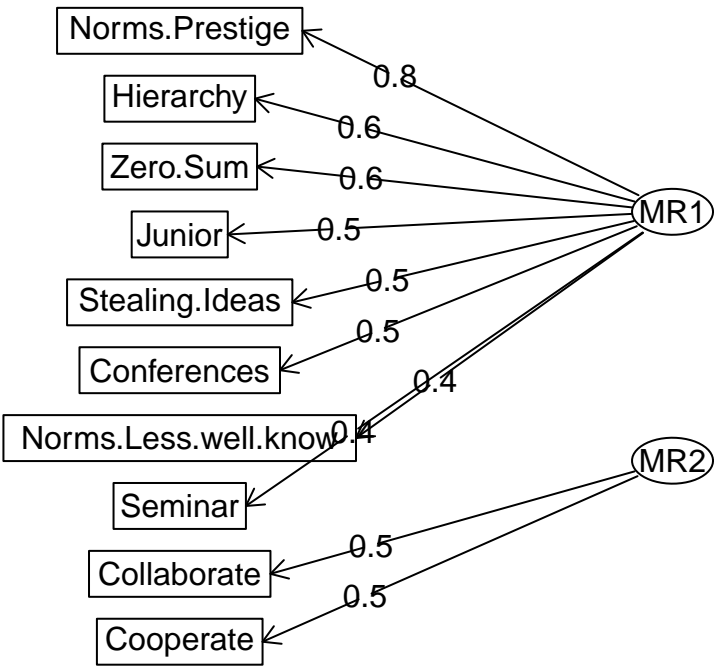 Norms.Prestige
0.8
Hierarchy
0.6
Zero.Sum
0.6
MR1
Junior
0.5
Stealing.Ideas
0.5
Conferences
0.5
0.4
Norms.Less.well.know
0.4
MR2
Seminar
Collaborate
0.5
Cooperate
0.5